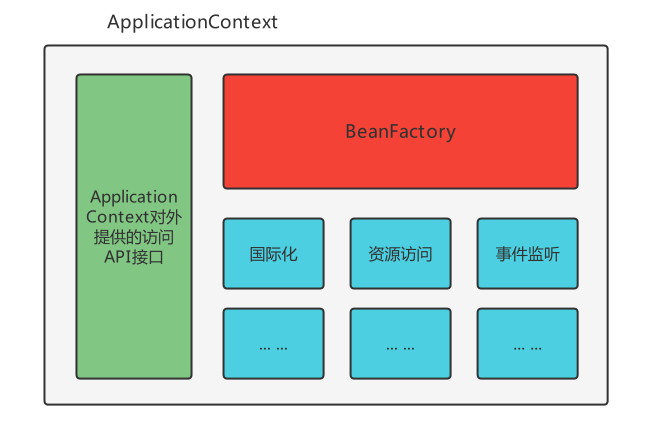 ApplicationContext
Application
Context对外
提供的访问
API接口
BeanFactory
国际化
资源访问
事件监听
... ...
... ...
... ...